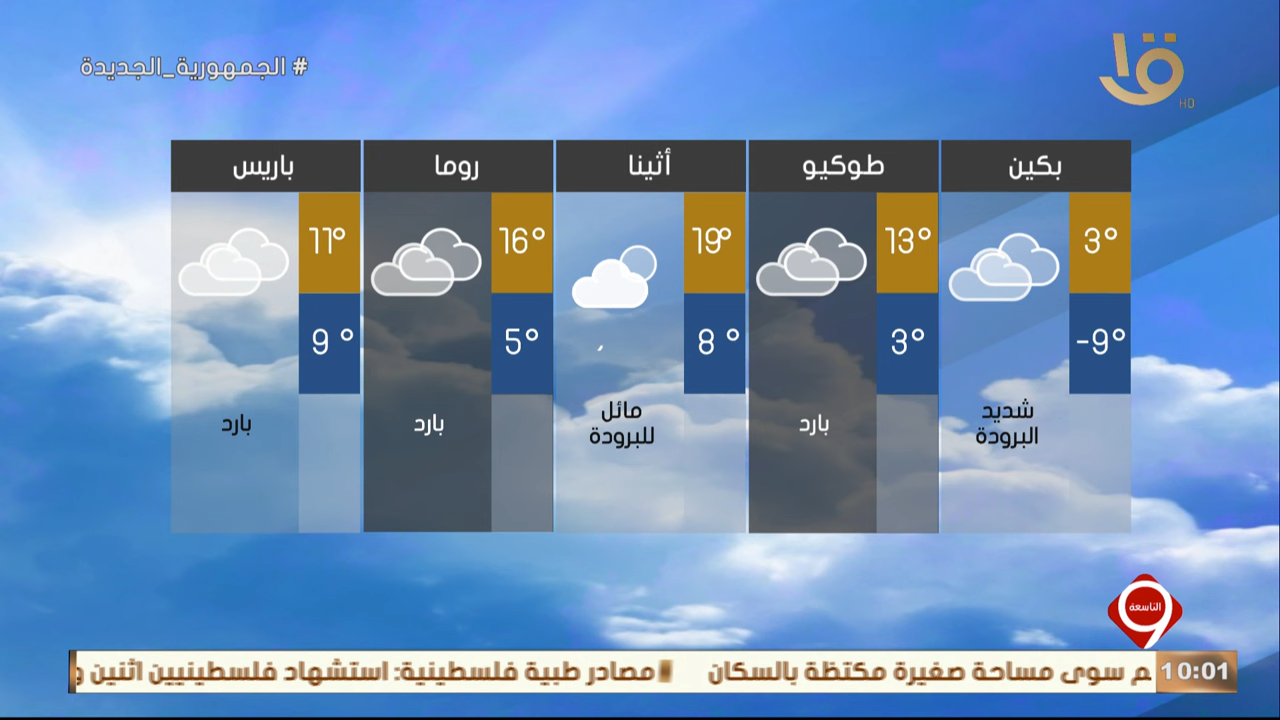 # الجمهورية_الجديدة
HD
بكين
3°
-9°
شديد
البرودة
طوكيو
13°
3°
بارد
أثينا
19°
8 °
مائل
للبرودة
روما
16°
5°
بارد
باريس
11°
9 °
بارد
التاسعة
10:01
سوى مساحة صغيرة مكتظة بالسكان
مصادر طبية فلسطينية: استشهاد فلسطينيين اثنين و